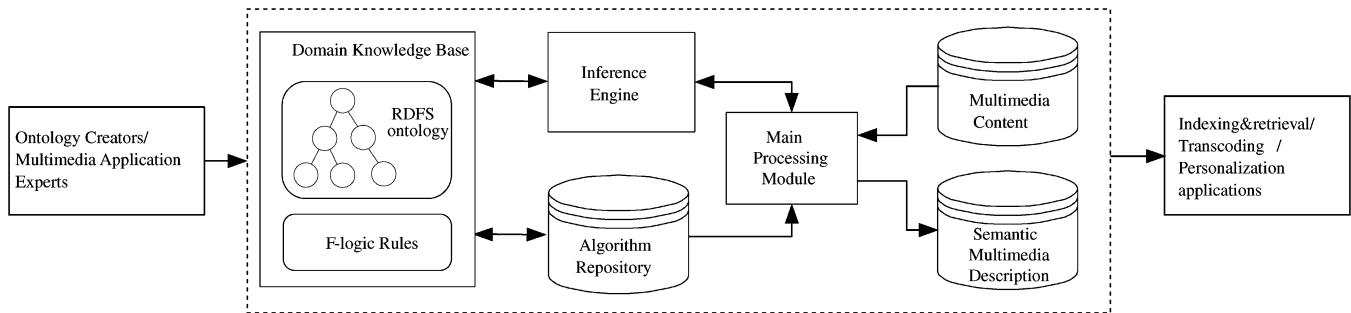 Ontology Creators/
Multimedia Application
Experts
Domain Knowledge Base
RDFS
ontology
F-logic Rules
Inference
Engine
Algorithm
Repository
Main
Processing
Module
Multimedia
Content
Semantic
Multimedia
Description
Indexing&retrieval/
Transcoding /
Personalization
applications